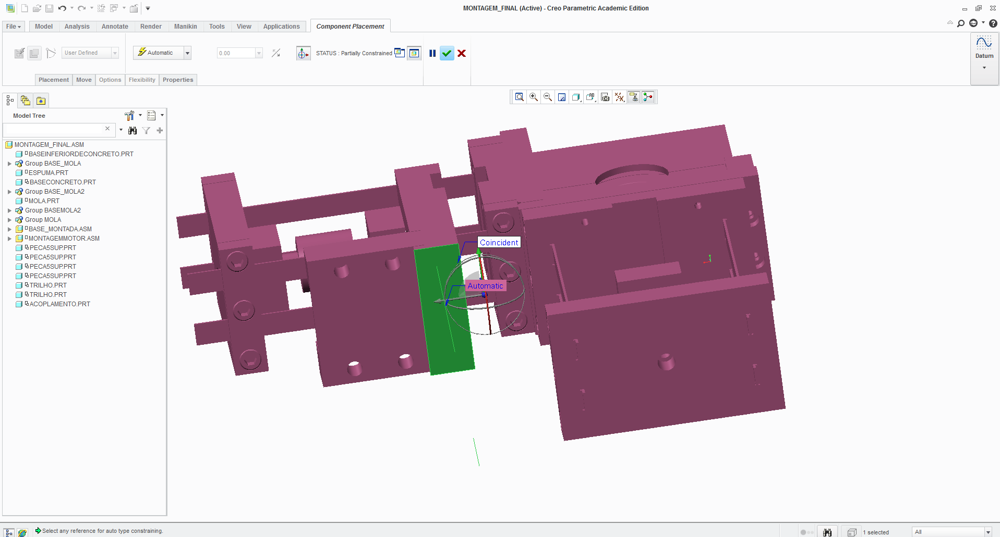 MONTAGEM_FINAL (Active) - Creo Parametric Academic Edition
File Model Analysis Annotate Render Manikin Tools View Applications Component Placement
User Defined Automatic 0.00 STATUS : Partially Constrained
Datum
Placement Move Options Flexibility Properties
Model Tree
MONTAGEM_FINAL.ASM
BASEINFERIORDECONCRETO.PRT
Group BASE_MOLA
ESPUMA.PRT
BASECONCRETO.PRT
Group BASE_MOLA2
MOLA.PRT
Group BASEMOLA2
Group MOLA
BASE_MONTADA.ASM
MONTAGEMMOTOR.ASM
PECA5SUP.PRT
PECA5SUP.PRT
PECA5SUP.PRT
PECA5SUP.PRT
TRILHO.PRT
TRILHO.PRT
ACOPLAMENTO.PRT
Coincident
Automatic
Select any reference for auto type constraining.
1 selected
All